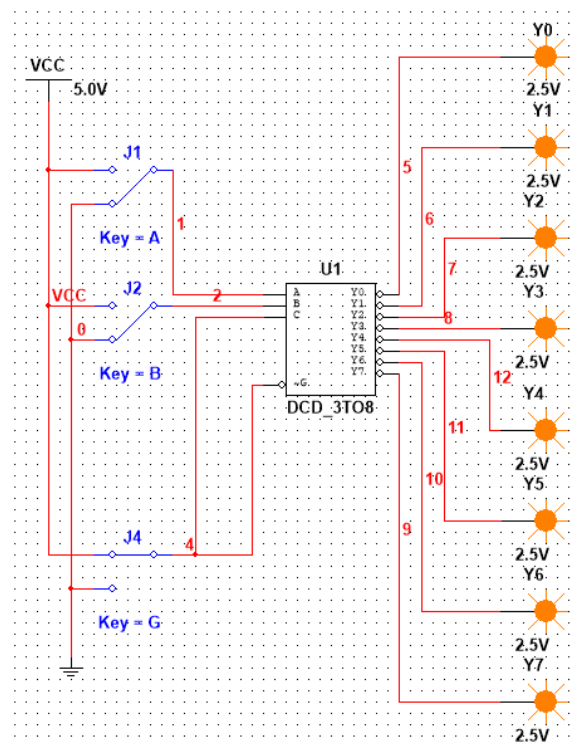 VCC
5.0V
J1
Key = A
1
VCC
J2
2
0
Key = B
J4
4
Key = G
U1
A
B
C
~G
Y0
Y1
Y2
Y3
Y4
Y5
Y6
Y7
DCD_3TO8
5
6
7
8
12
11
10
9
Y0
2.5V
Y1
2.5V
Y2
2.5V
Y3
2.5V
Y4
2.5V
Y5
2.5V
Y6
2.5V
Y7
2.5V